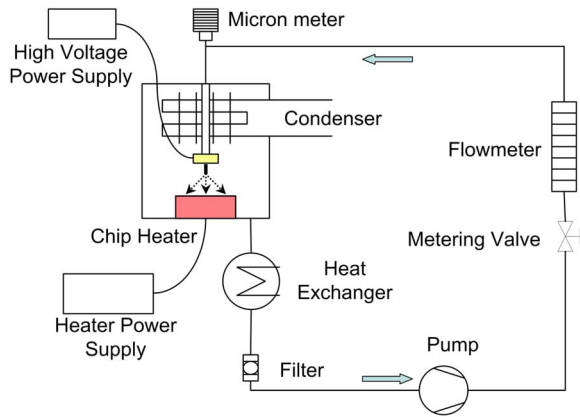 Micron meter
High Voltage
Power Supply
Condenser
Flowmeter
Chip Heater
Metering Valve
Heat
Exchanger
Heater Power
Supply
Filter
Pump